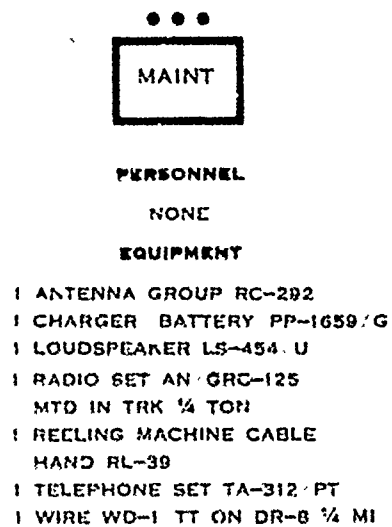 MAINT
PERSONNEL
NONE
EQUIPMENT
1 ANTENNA GROUP RC-292
1 CHARGER BATTERY PP-1659/G
1 LOUDSPEAKER LS-454/U
1 RADIO SET AN/GRC-125
MTD IN TRK ¼ TON
1 REELING MACHINE CABLE
HAND RL-39
1 TELEPHONE SET TA-312/PT
1 WIRE WD-1 TT ON DR-8 ¼ MI